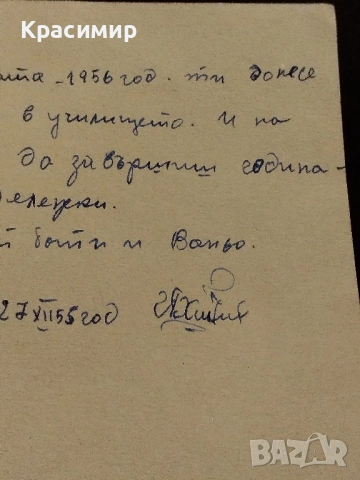 Красимир
1956 год. ти донесе
в училището. И на
да завършиш година-
бележки.
бати и Ваньо.
27 XII 55 год
BAZAR